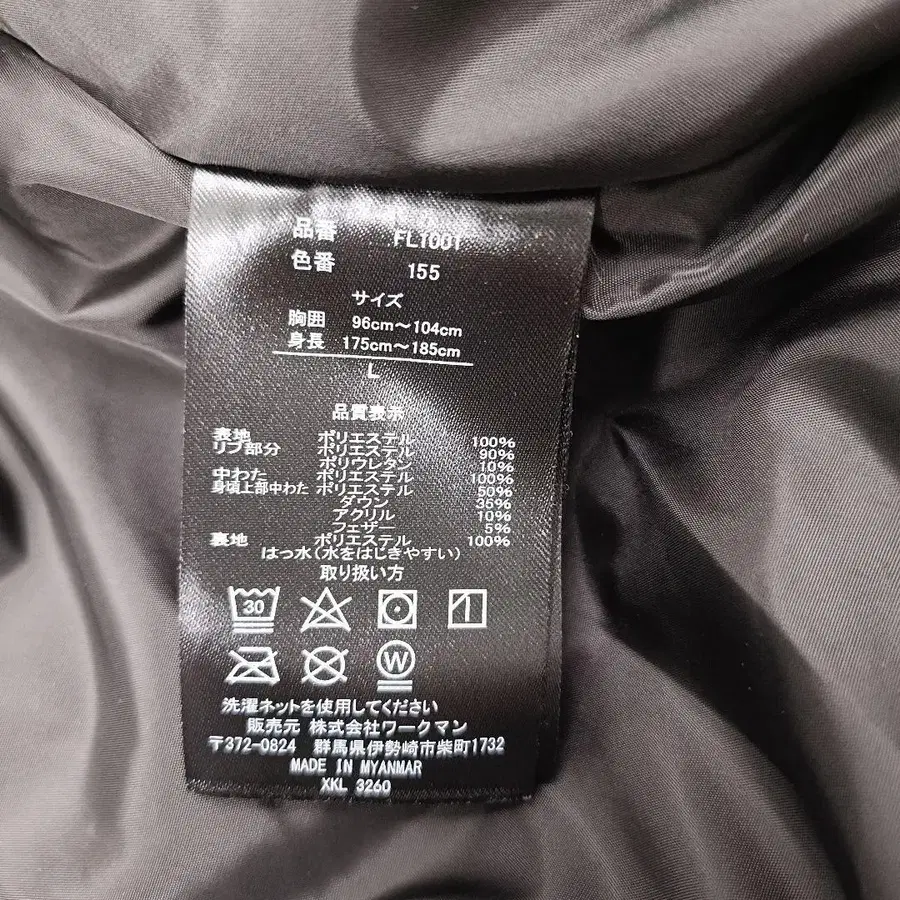 品番 FL1001
色番 155
サイズ
胸囲 96cm～104cm
身長 175cm～185cm
L
品質表示
表地 ポリエステル 100%
リブ部分 ポリエステル 90%
ポリウレタン 10%
中わた ポリエステル 100%
身頃上部中わた ポリエステル 50%
ダウン 35%
アクリル 10%
フェザー 5%
裏地 ポリエステル 100%
はっ水(水をはじきやすい)
取り扱い方
30
W
洗濯ネットを使用してください
販売元 株式会社ワークマン
〒372-0824 群馬県伊勢崎市柴町1732
MADE IN MYANMAR
XKL 3260